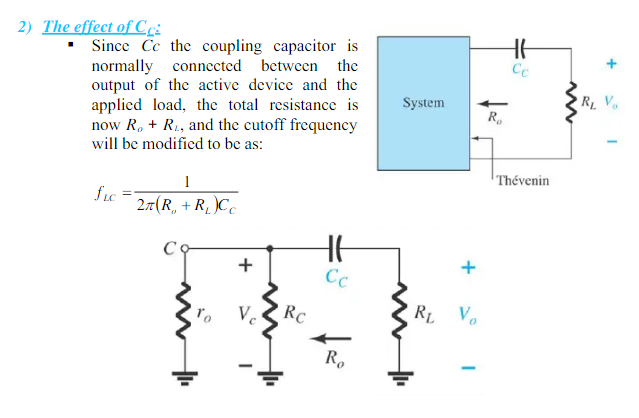 2) The effect of C_C:
▪ Since Cc the coupling capacitor is
normally connected between the
output of the active device and the
applied load, the total resistance is
now R_o + R_L, and the cutoff frequency
will be modified to be as:
f_LC = 1 / 2π(R_o + R_L)C_C
System
C_C
R_o
R_L
+
V_o
−
Thévenin
C
r_o
+
V_c
−
R_C
C_C
R_o
R_L
+
V_o
−